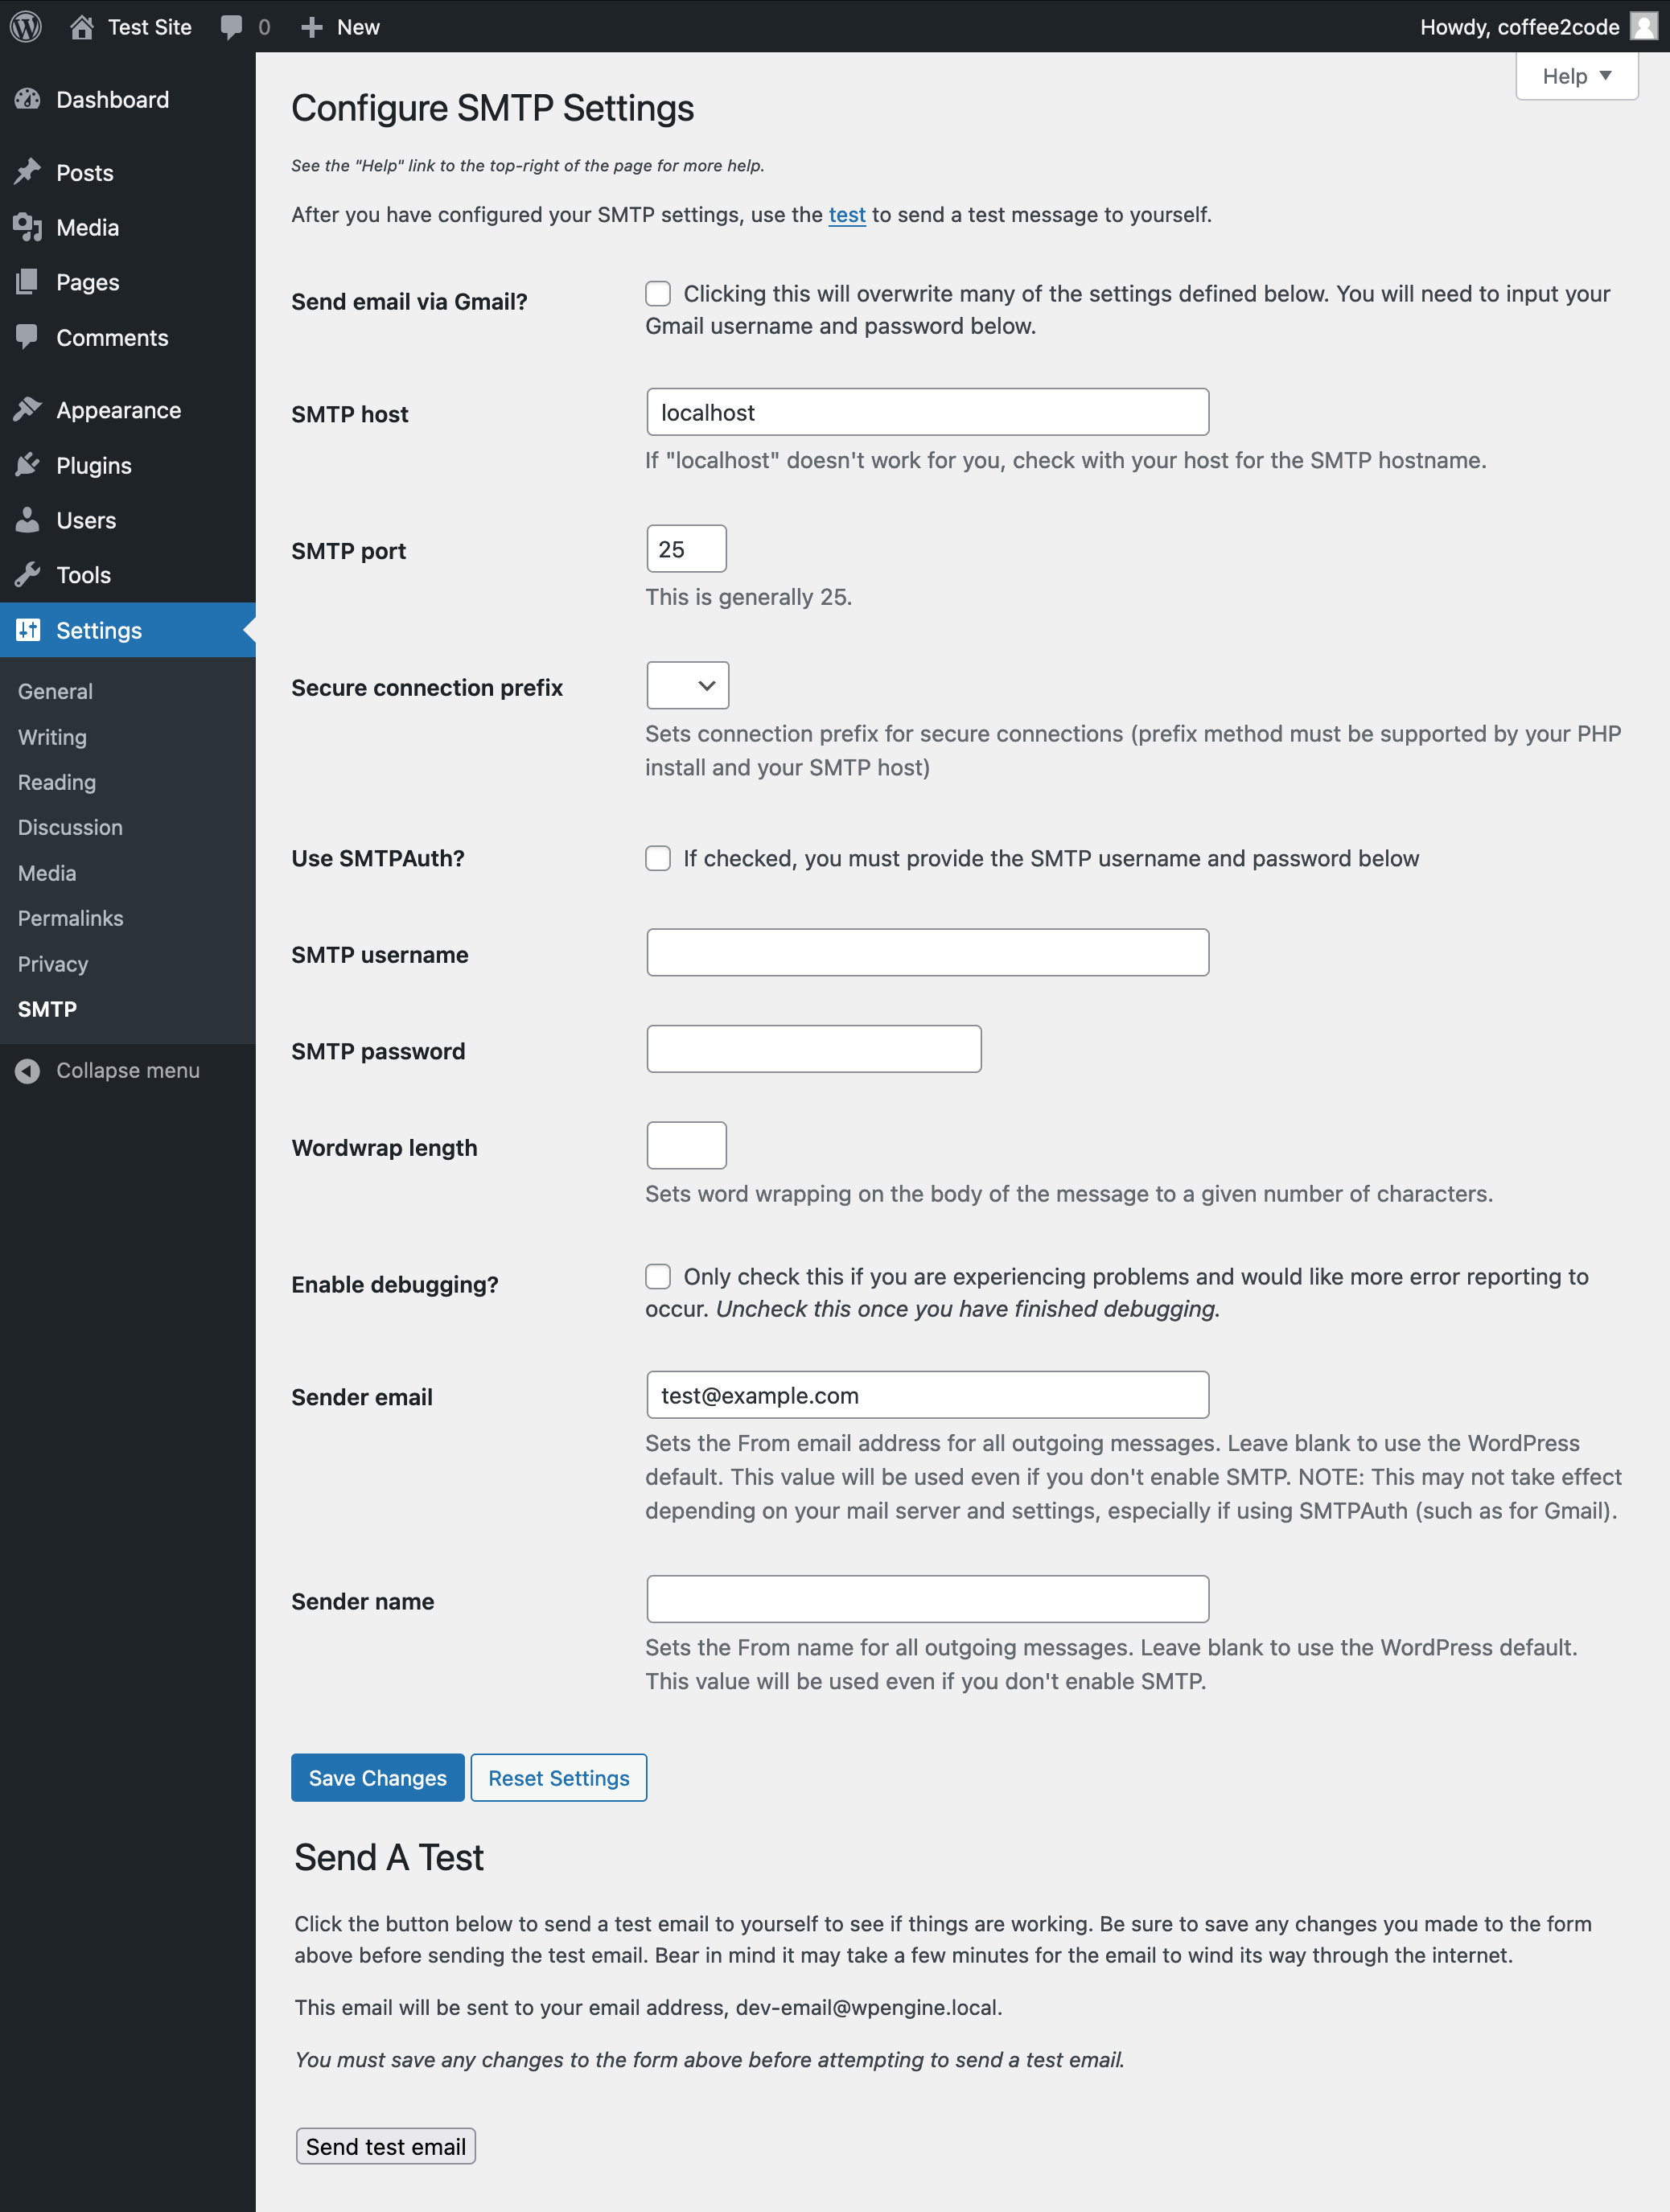 Test Site 0 New Howdy, coffee2code
Help
Dashboard
Posts
Media
Pages
Comments
Appearance
Plugins
Users
Tools
Settings
General
Writing
Reading
Discussion
Media
Permalinks
Privacy
SMTP
Collapse menu
Configure SMTP Settings
See the "Help" link to the top-right of the page for more help.
After you have configured your SMTP settings, use the test to send a test message to yourself.
Send email via Gmail?
Clicking this will overwrite many of the settings defined below. You will need to input your
Gmail username and password below.
SMTP host
localhost
If "localhost" doesn't work for you, check with your host for the SMTP hostname.
SMTP port
25
This is generally 25.
Secure connection prefix
Sets connection prefix for secure connections (prefix method must be supported by your PHP
install and your SMTP host)
Use SMTPAuth?
If checked, you must provide the SMTP username and password below
SMTP username
SMTP password
Wordwrap length
Sets word wrapping on the body of the message to a given number of characters.
Enable debugging?
Only check this if you are experiencing problems and would like more error reporting to
occur. Uncheck this once you have finished debugging.
Sender email
test@example.com
Sets the From email address for all outgoing messages. Leave blank to use the WordPress
default. This value will be used even if you don't enable SMTP. NOTE: This may not take effect
depending on your mail server and settings, especially if using SMTPAuth (such as for Gmail).
Sender name
Sets the From name for all outgoing messages. Leave blank to use the WordPress default.
This value will be used even if you don't enable SMTP.
Save Changes
Reset Settings
Send A Test
Click the button below to send a test email to yourself to see if things are working. Be sure to save any changes you made to the form
above before sending the test email. Bear in mind it may take a few minutes for the email to wind its way through the internet.
This email will be sent to your email address, dev-email@wpengine.local.
You must save any changes to the form above before attempting to send a test email.
Send test email